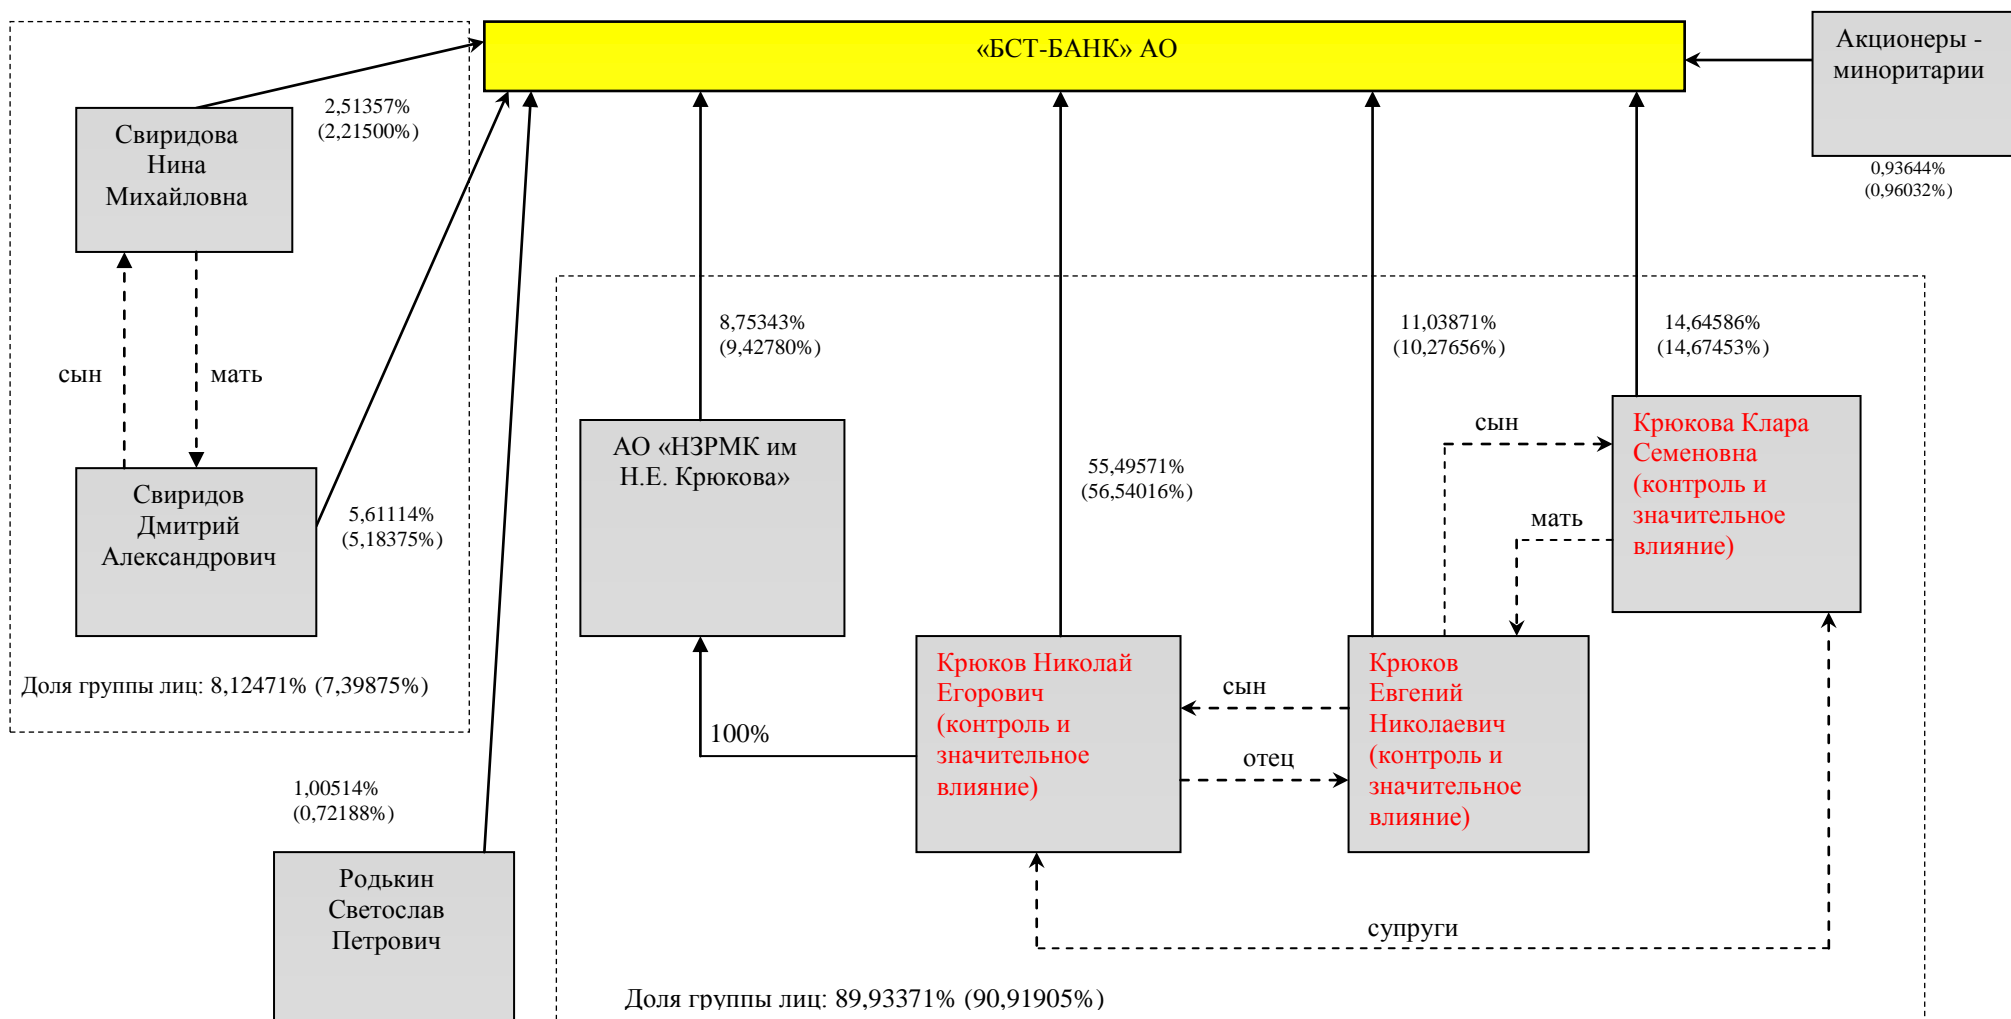 «БСТ-БАНК» АО
Акционеры -
миноритарии
0,93644%
(0,96032%)
Свиридова
Нина
Михайловна
2,51357%
(2,21500%)
сын
мать
Свиридов
Дмитрий
Александрович
5,61114%
(5,18375%)
Доля группы лиц: 8,12471% (7,39875%)
1,00514%
(0,72188%)
Родькин
Светослав
Петрович
8,75343%
(9,42780%)
АО «НЗРМК им
Н.Е. Крюкова»
100%
55,49571%
(56,54016%)
Крюков Николай
Егорович
(контроль и
значительное
влияние)
сын
отец
11,03871%
(10,27656%)
Крюков
Евгений
Николаевич
(контроль и
значительное
влияние)
сын
мать
14,64586%
(14,67453%)
Крюкова Клара
Семеновна
(контроль и
значительное
влияние)
супруги
Доля группы лиц: 89,93371% (90,91905%)